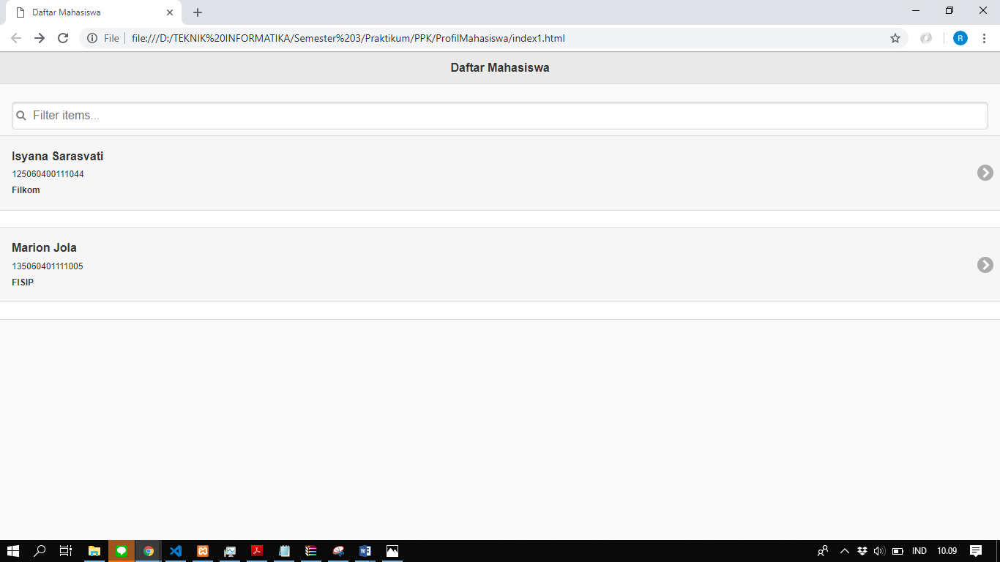 Daftar Mahasiswa
File
file:///D:/TEKNIK%20INFORMATIKA/Semester%203/Praktikum/PPK/ProfilMahasiswa/index1.html
R
Daftar Mahasiswa
Filter items...
Isyana Sarasvati
125060400111044
Filkom
Marion Jola
135060401111005
FISIP
IND
10.09